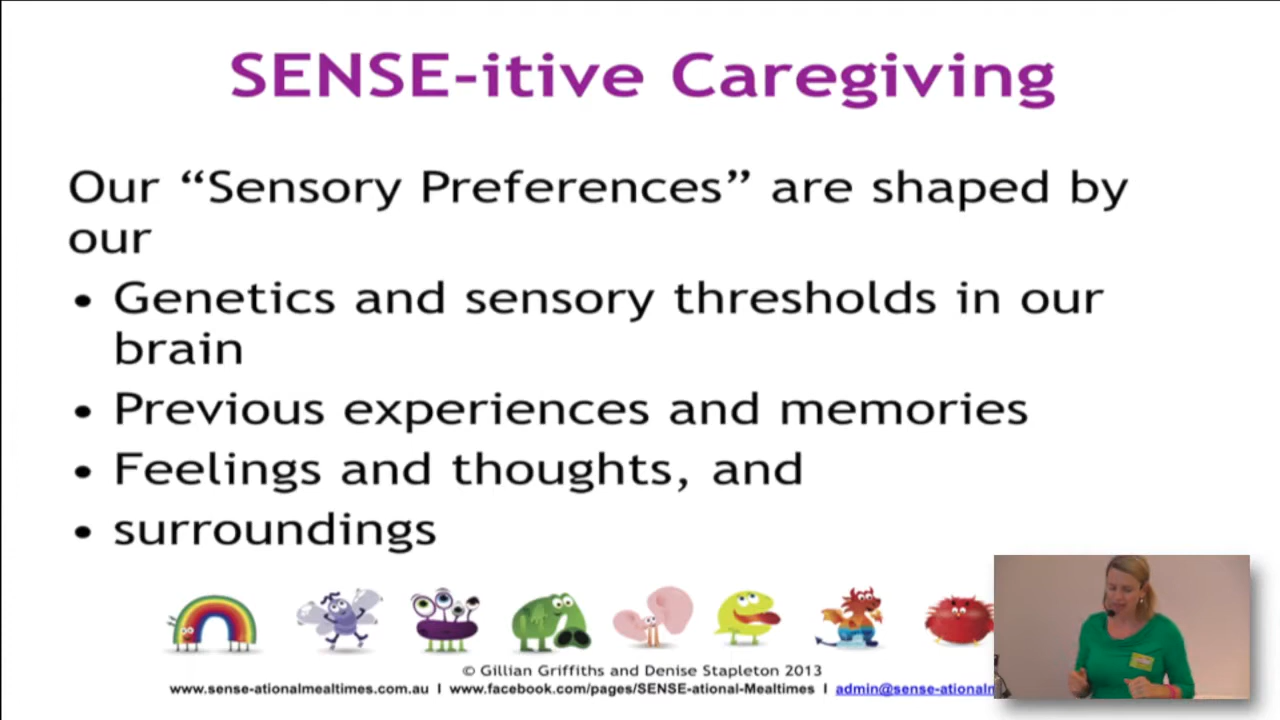 SENSE-itive Caregiving
Our “Sensory Preferences” are shaped by
our
• Genetics and sensory thresholds in our
brain
• Previous experiences and memories
• Feelings and thoughts, and
• surroundings
© Gillian Griffiths and Denise Stapleton 2013
www.sense-ationalmealtimes.com.au I www.facebook.com/pages/SENSE-ational-Mealtimes I admin@sense-ationaln